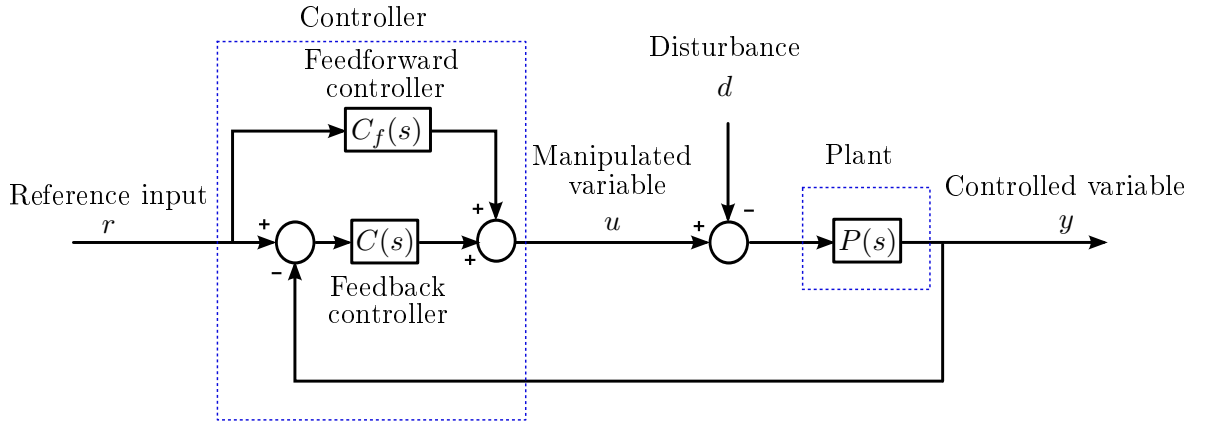 Controller
Feedforward
controller
C_f(s)
Disturbance
d
Manipulated
variable
u
Plant
Reference input
r
Controlled variable
y
+
-
C(s)
+
+
+
-
P(s)
Feedback
controller